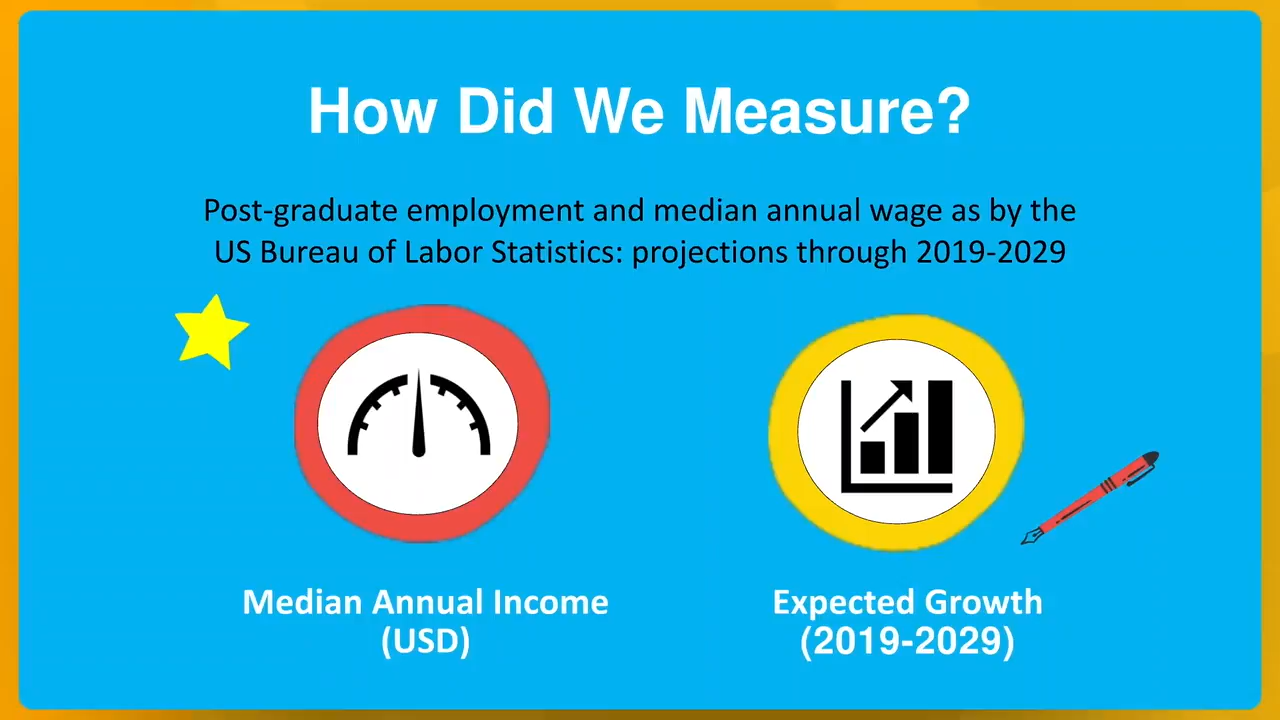 How Did We Measure?
Post-graduate employment and median annual wage as by the
US Bureau of Labor Statistics: projections through 2019-2029
Median Annual Income
(USD)
Expected Growth
(2019-2029)